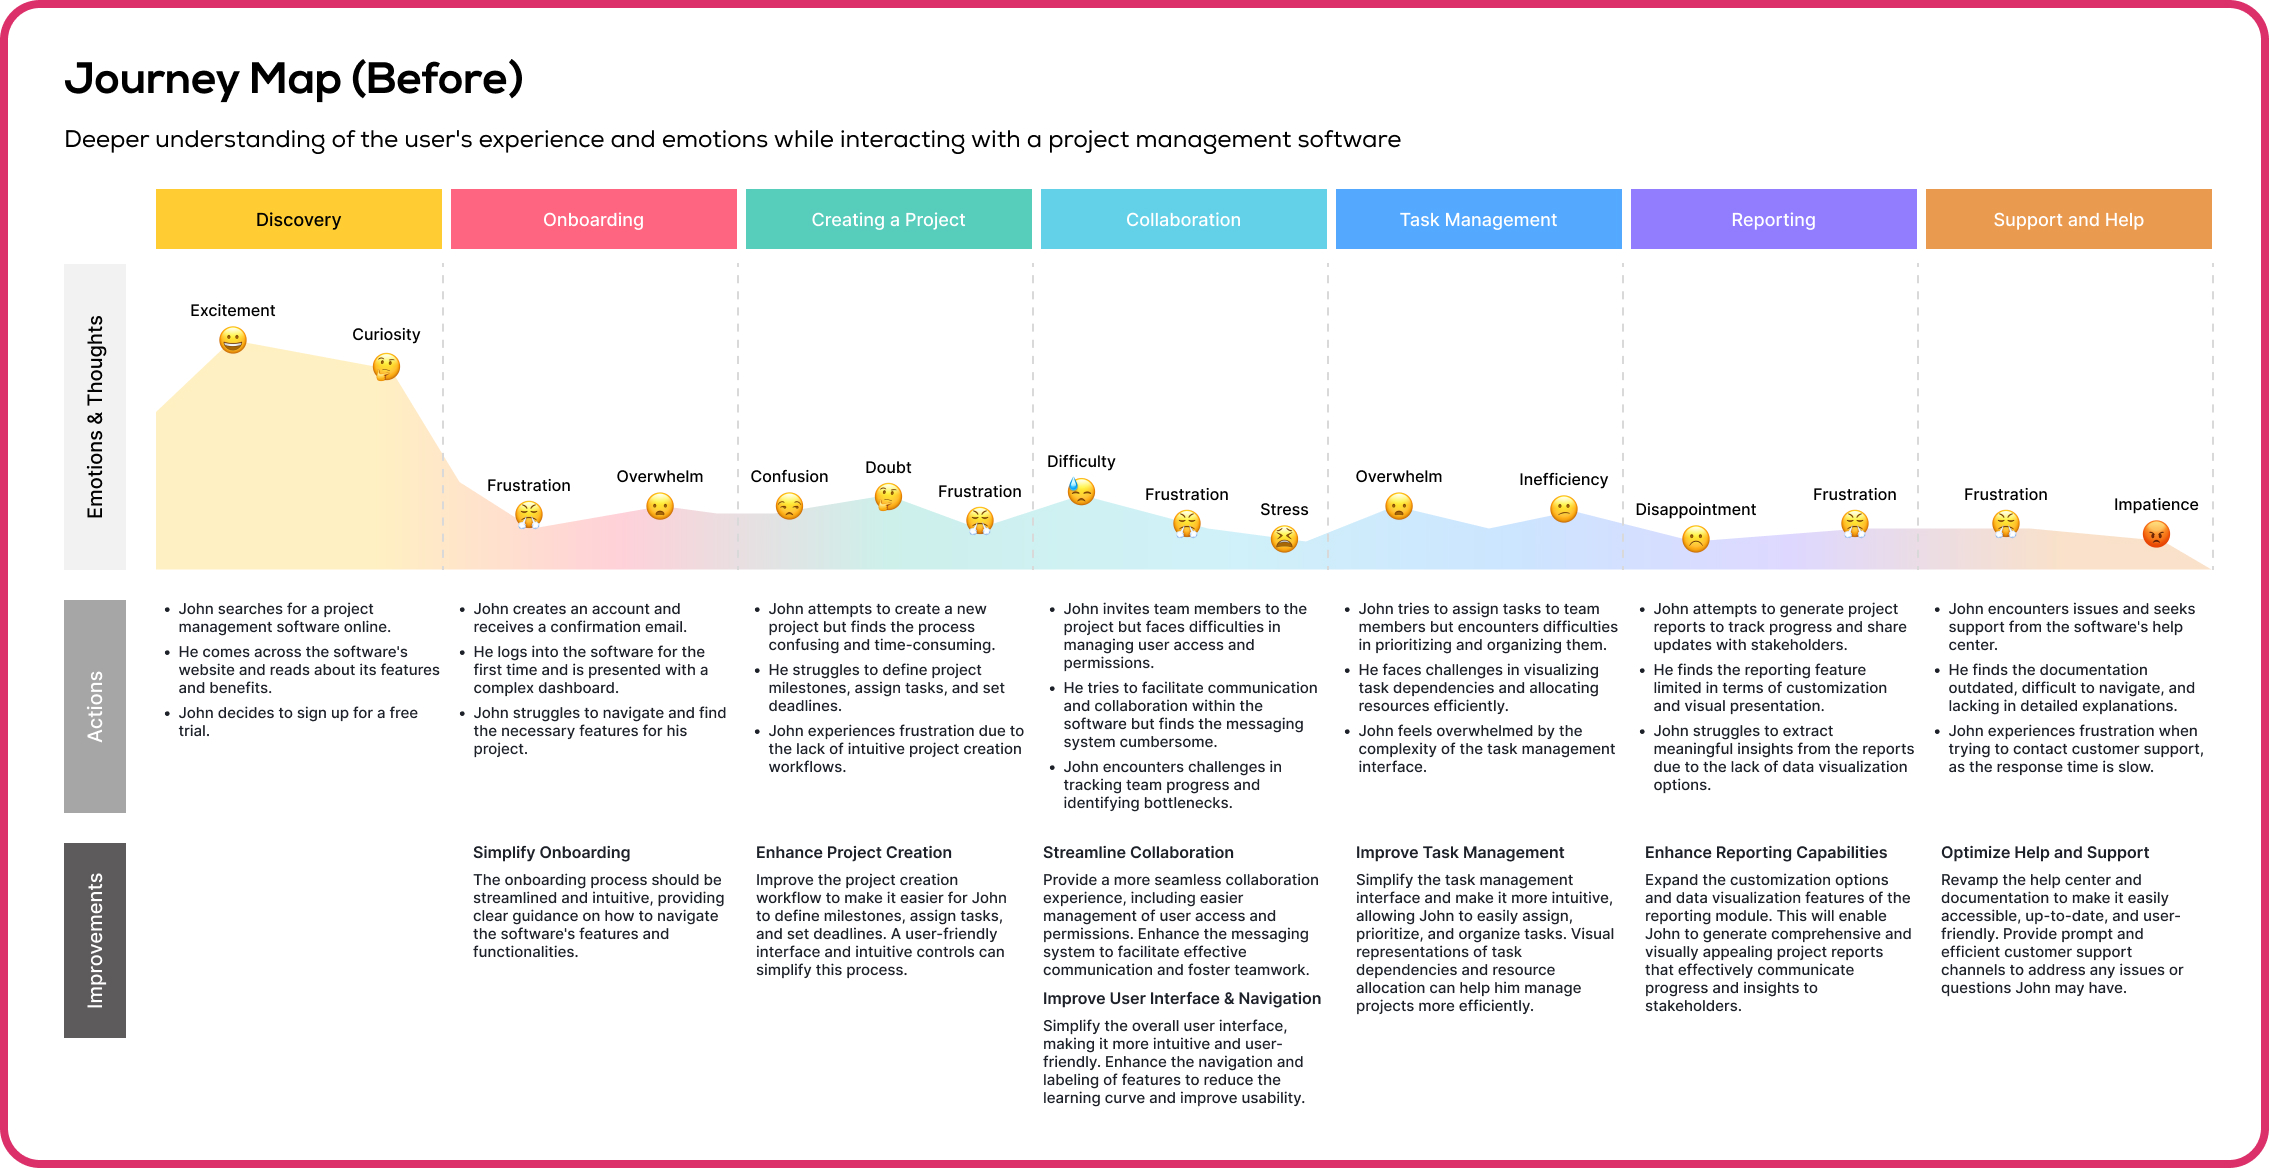 Journey Map (Before)
Deeper understanding of the user's experience and emotions while interacting with a project management software
Discovery
Onboarding
Creating a Project
Collaboration
Task Management
Reporting
Support and Help
Emotions & Thoughts
Excitement
Curiosity
Frustration
Overwhelm
Confusion
Doubt
Frustration
Difficulty
Frustration
Stress
Overwhelm
Inefficiency
Disappointment
Frustration
Frustration
Impatience
Actions
• John searches for a project
management software online.
• He comes across the software's
website and reads about its features
and benefits.
• John decides to sign up for a free
trial.
• John creates an account and
receives a confirmation email.
• He logs into the software for the
first time and is presented with a
complex dashboard.
• John struggles to navigate and find
the necessary features for his
project.
• John attempts to create a new
project but finds the process
confusing and time-consuming.
• He struggles to define project
milestones, assign tasks, and set
deadlines.
• John experiences frustration due to
the lack of intuitive project creation
workflows.
• John invites team members to the
project but faces difficulties in
managing user access and
permissions.
• He tries to facilitate communication
and collaboration within the
software but finds the messaging
system cumbersome.
• John encounters challenges in
tracking team progress and
identifying bottlenecks.
• John tries to assign tasks to team
members but encounters difficulties
in prioritizing and organizing them.
• He faces challenges in visualizing
task dependencies and allocating
resources efficiently.
• John feels overwhelmed by the
complexity of the task management
interface.
• John attempts to generate project
reports to track progress and share
updates with stakeholders.
• He finds the reporting feature
limited in terms of customization
and visual presentation.
• John struggles to extract
meaningful insights from the reports
due to the lack of data visualization
options.
• John encounters issues and seeks
support from the software's help
center.
• He finds the documentation
outdated, difficult to navigate, and
lacking in detailed explanations.
• John experiences frustration when
trying to contact customer support,
as the response time is slow.
Improvements
Simplify Onboarding
The onboarding process should be
streamlined and intuitive, providing
clear guidance on how to navigate
the software's features and
functionalities.
Enhance Project Creation
Improve the project creation
workflow to make it easier for John
to define milestones, assign tasks,
and set deadlines. A user-friendly
interface and intuitive controls can
simplify this process.
Streamline Collaboration
Provide a more seamless collaboration
experience, including easier
management of user access and
permissions. Enhance the messaging
system to facilitate effective
communication and foster teamwork.
Improve User Interface & Navigation
Simplify the overall user interface,
making it more intuitive and user-
friendly. Enhance the navigation and
labeling of features to reduce the
learning curve and improve usability.
Improve Task Management
Simplify the task management
interface and make it more intuitive,
allowing John to easily assign,
prioritize, and organize tasks. Visual
representations of task
dependencies and resource
allocation can help him manage
projects more efficiently.
Enhance Reporting Capabilities
Expand the customization options
and data visualization features of the
reporting module. This will enable
John to generate comprehensive and
visually appealing project reports
that effectively communicate
progress and insights to
stakeholders.
Optimize Help and Support
Revamp the help center and
documentation to make it easily
accessible, up-to-date, and user-
friendly. Provide prompt and
efficient customer support
channels to address any issues or
questions John may have.